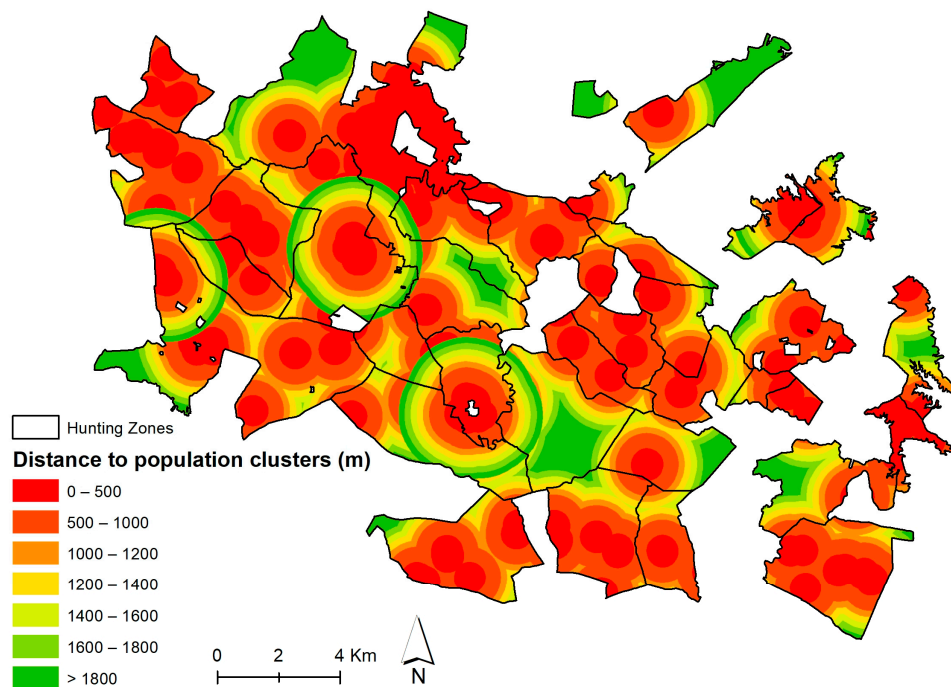 Hunting Zones
Distance to population clusters (m)
0 – 500
500 – 1000
1000 – 1200
1200 – 1400
1400 – 1600
1600 – 1800
> 1800
0 2 4 Km
N